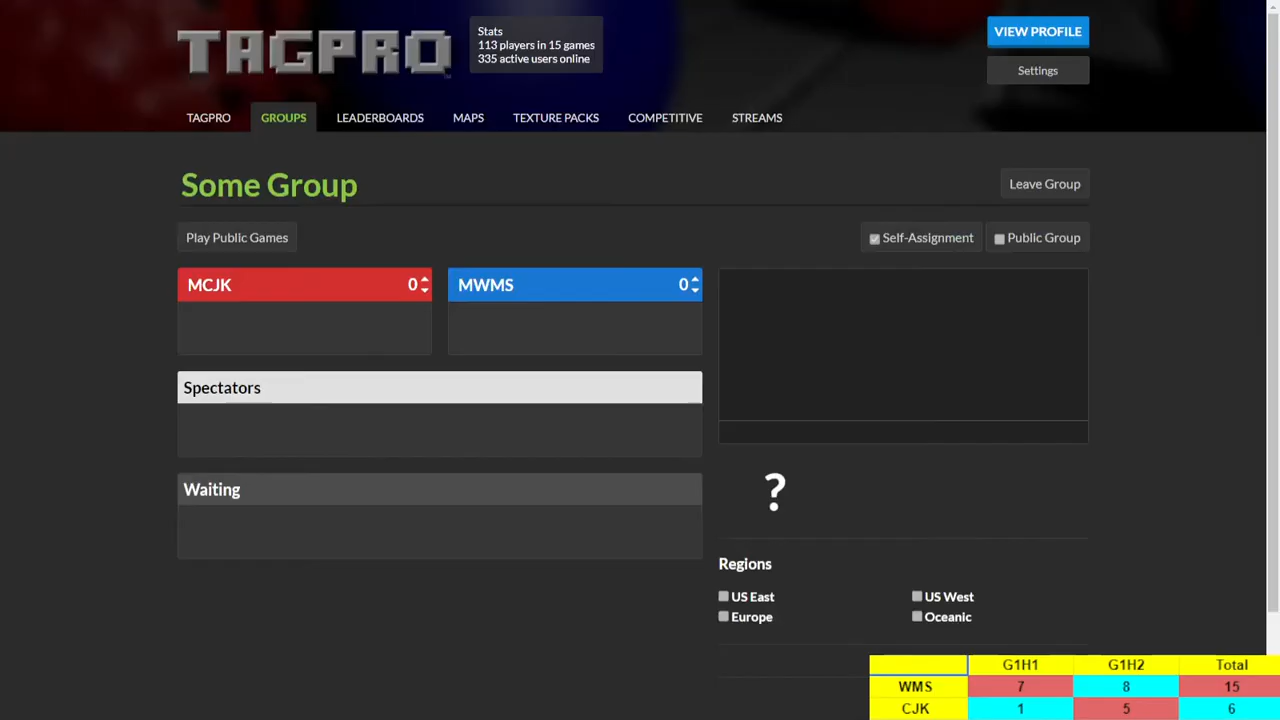 TAGPRO
Stats
113 players in 15 games
335 active users online
VIEW PROFILE
Settings
TAGPRO GROUPS LEADERBOARDS MAPS TEXTURE PACKS COMPETITIVE STREAMS
Some Group
Leave Group
Play Public Games
Self-Assignment
Public Group
MCJK 0
MWMS 0
Spectators
Waiting
?
Regions
US East US West
Europe Oceanic
G1H1 G1H2 Total
WMS 7 8 15
CJK 1 5 6